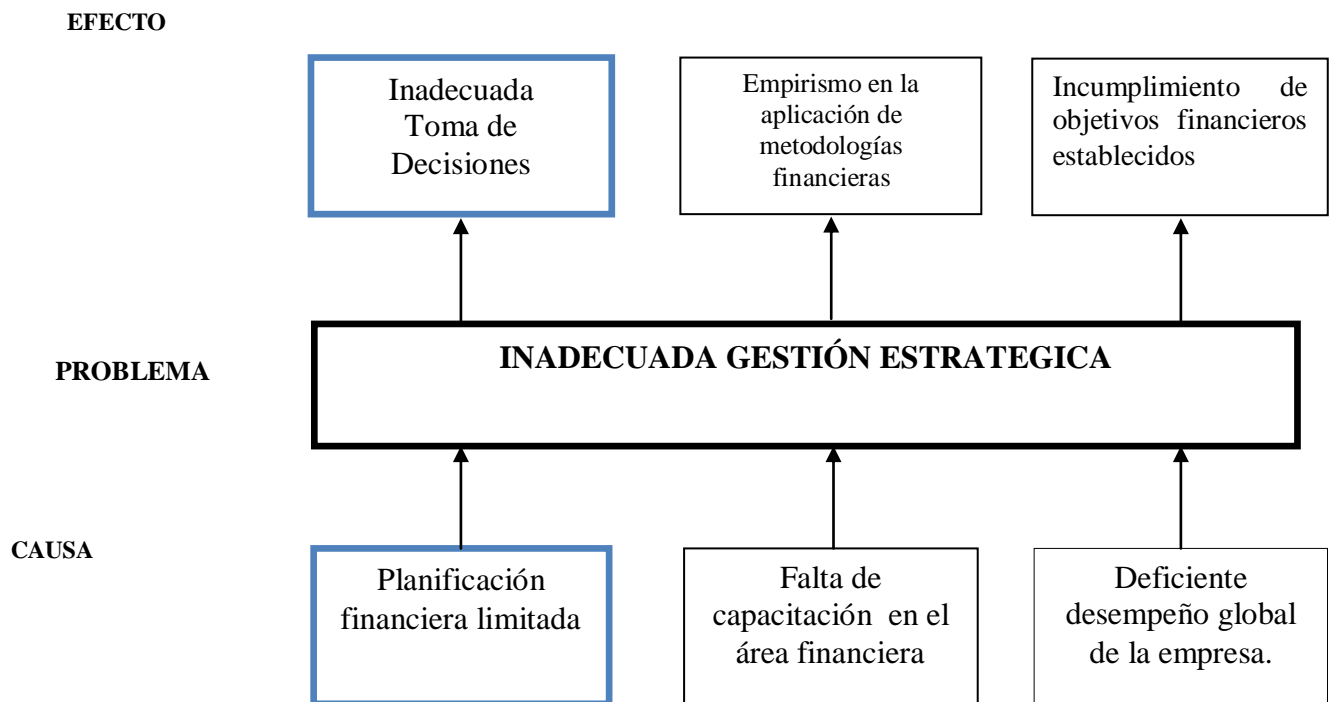 EFECTO
Inadecuada
Toma de
Decisiones
Empirismo en la
aplicación de
metodologías
financieras
Incumplimiento de
objetivos financieros
establecidos
PROBLEMA
INADECUADA GESTIÓN ESTRATEGICA
CAUSA
Planificación
financiera limitada
Falta de
capacitación en el
área financiera
Deficiente
desempeño global
de la empresa.